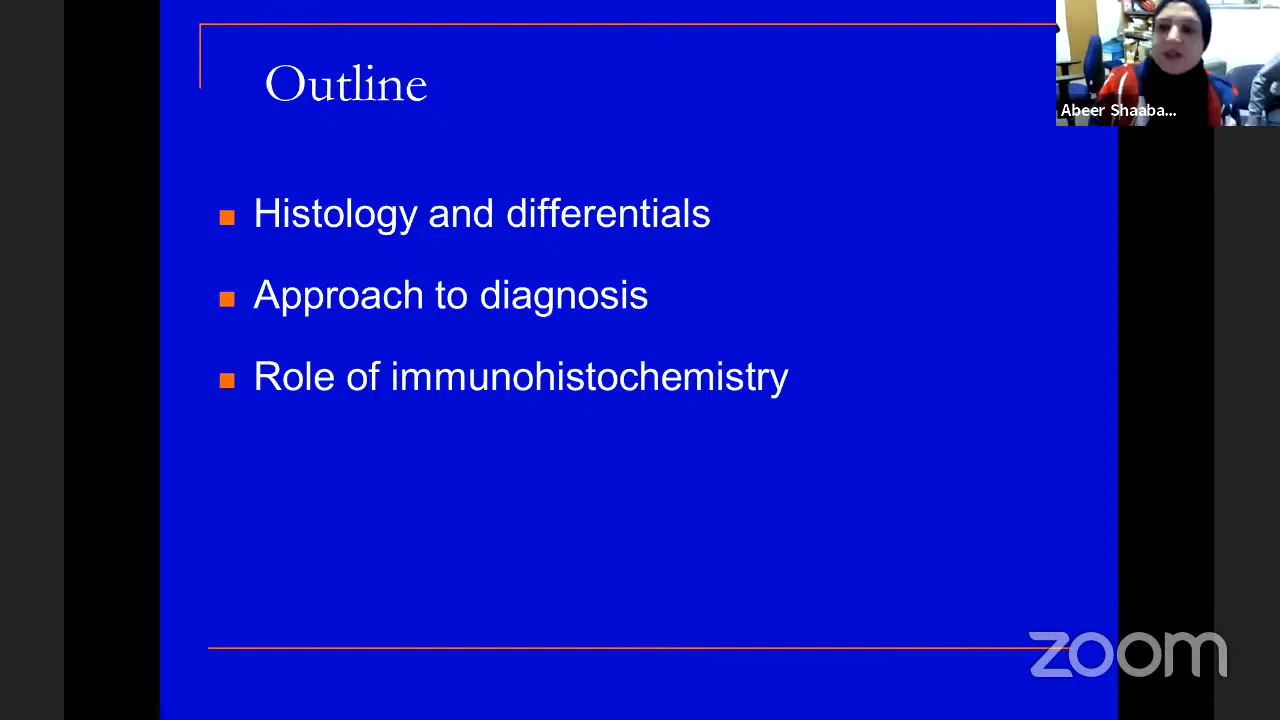 Outline
Abeer Shaaba...
Histology and differentials
Approach to diagnosis
Role of immunohistochemistry
zoom